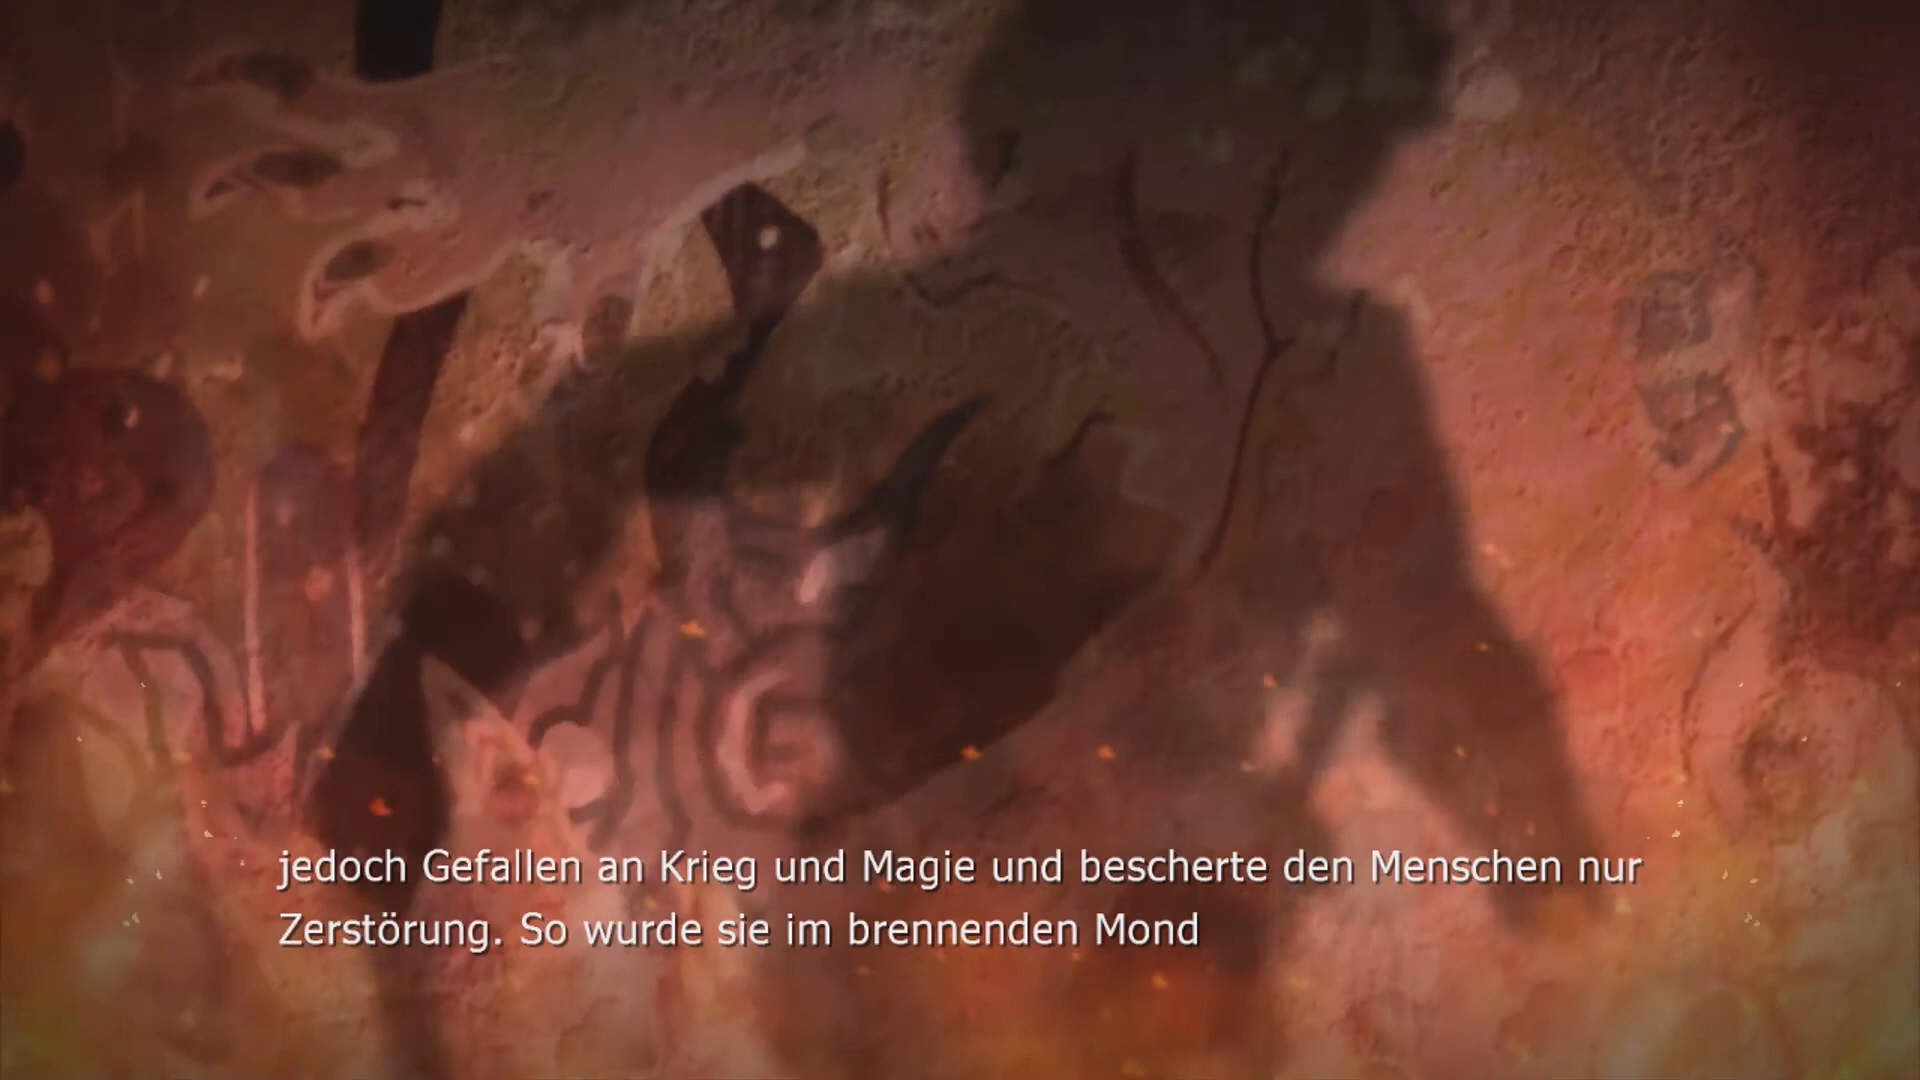 jedoch Gefallen an Krieg und Magie und bescherte den Menschen nur
Zerstörung. So wurde sie im brennenden Mond